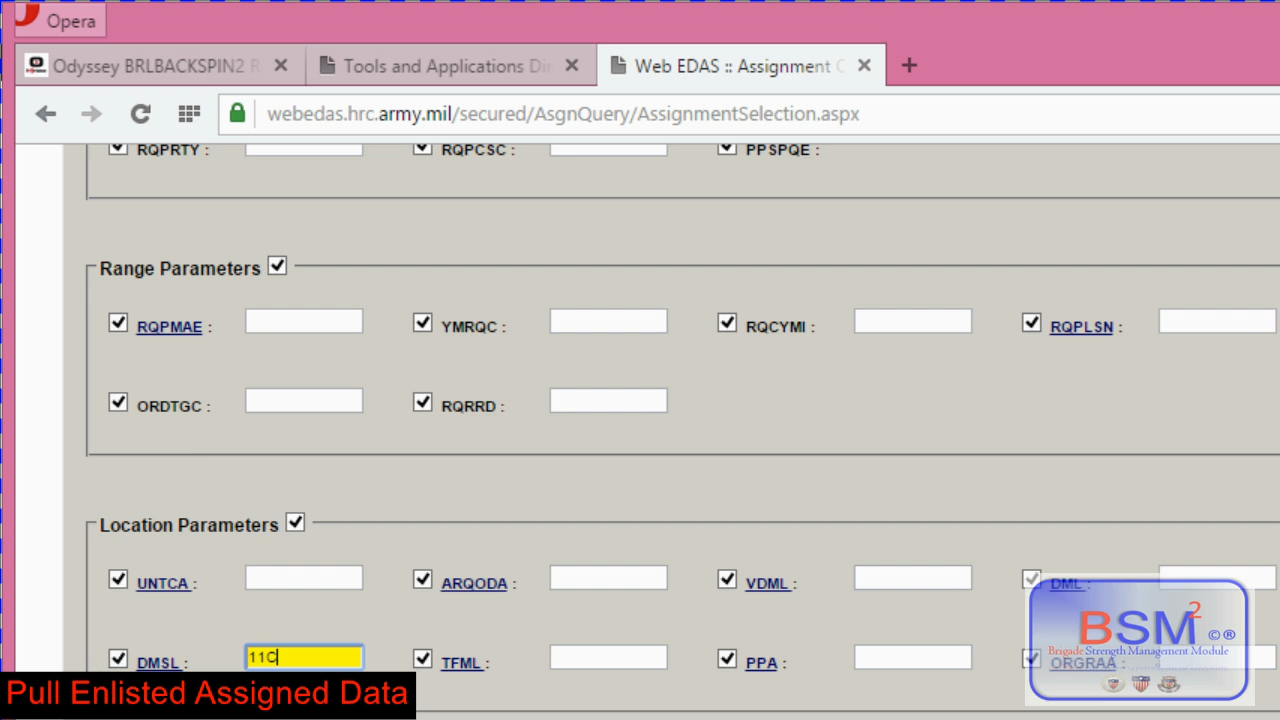 Opera
Odyssey BRLBACKSPIN2 R
Tools and Applications Di
Web EDAS :: Assignment C
webedas.hrc.army.mil/secured/AsgnQuery/AssignmentSelection.aspx
RQPRTY : RQPCSC : PPSPQE :
Range Parameters
RQPMAE : YMRQC : RQCYMI : RQPLSN :
ORDTGC : RQRRD :
Location Parameters
UNTCA : ARQODA : VDML : DML :
DMSL : 11C TFML : PPA : ORGRAA :
BSM2 ©®
Brigade Strength Management Module
Pull Enlisted Assigned Data